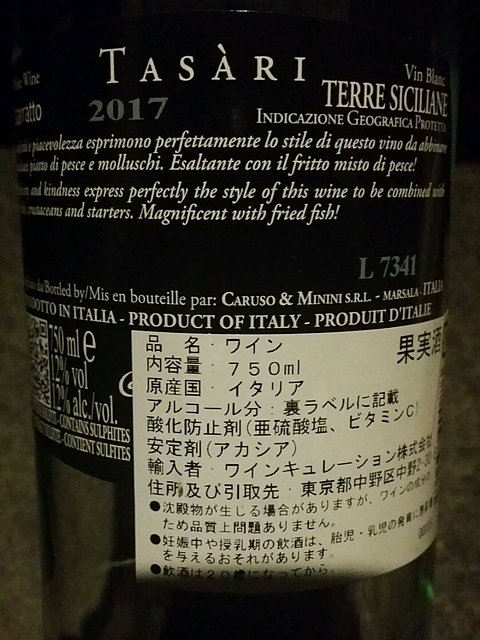 TASÀRI
Wine
Vin Blanc
2017
TERRE SICILIANE
INDICAZIONE GEOGRAFICA PROTETTA
e piacevolezza esprimono perfettamente lo stile di questo vino da abbinare
piatto di pesce e molluschi. Esaltante con il fritto misto di pesce!
and kindness express perfectly the style of this wine to be combined with
crustaceans and starters. Magnificent with fried fish!
L 7341
da/Bottled by/Mis en bouteille par: CARUSO & MININI S.R.L. - MARSALA - ITALIA
IN ITALIA - PRODUCT OF ITALY - PRODUIT D'ITALIE
750 ml e
12% vol
12% alc./vol.
- CONTAINS SULPHITES
- CONTIENT SULFITES
果実酒
品 名・ワイン
内容量：７５０ml
原産国・イタリア
アルコール分：裏ラベルに記載
酸化防止剤(亜硫酸塩、ビタミンC)
安定剤(アカシア)
輸入者・ワインキュレーション株式会社
住所及び引取先・東京都中野区中野
●沈殿物が生じる場合がありますが、ワインの成分
ため品質上問題ありません。
●妊娠中や授乳期の飲酒は、胎児・乳児の発育に
を与えるおそれがあります。
●飲酒は２０歳になってから。